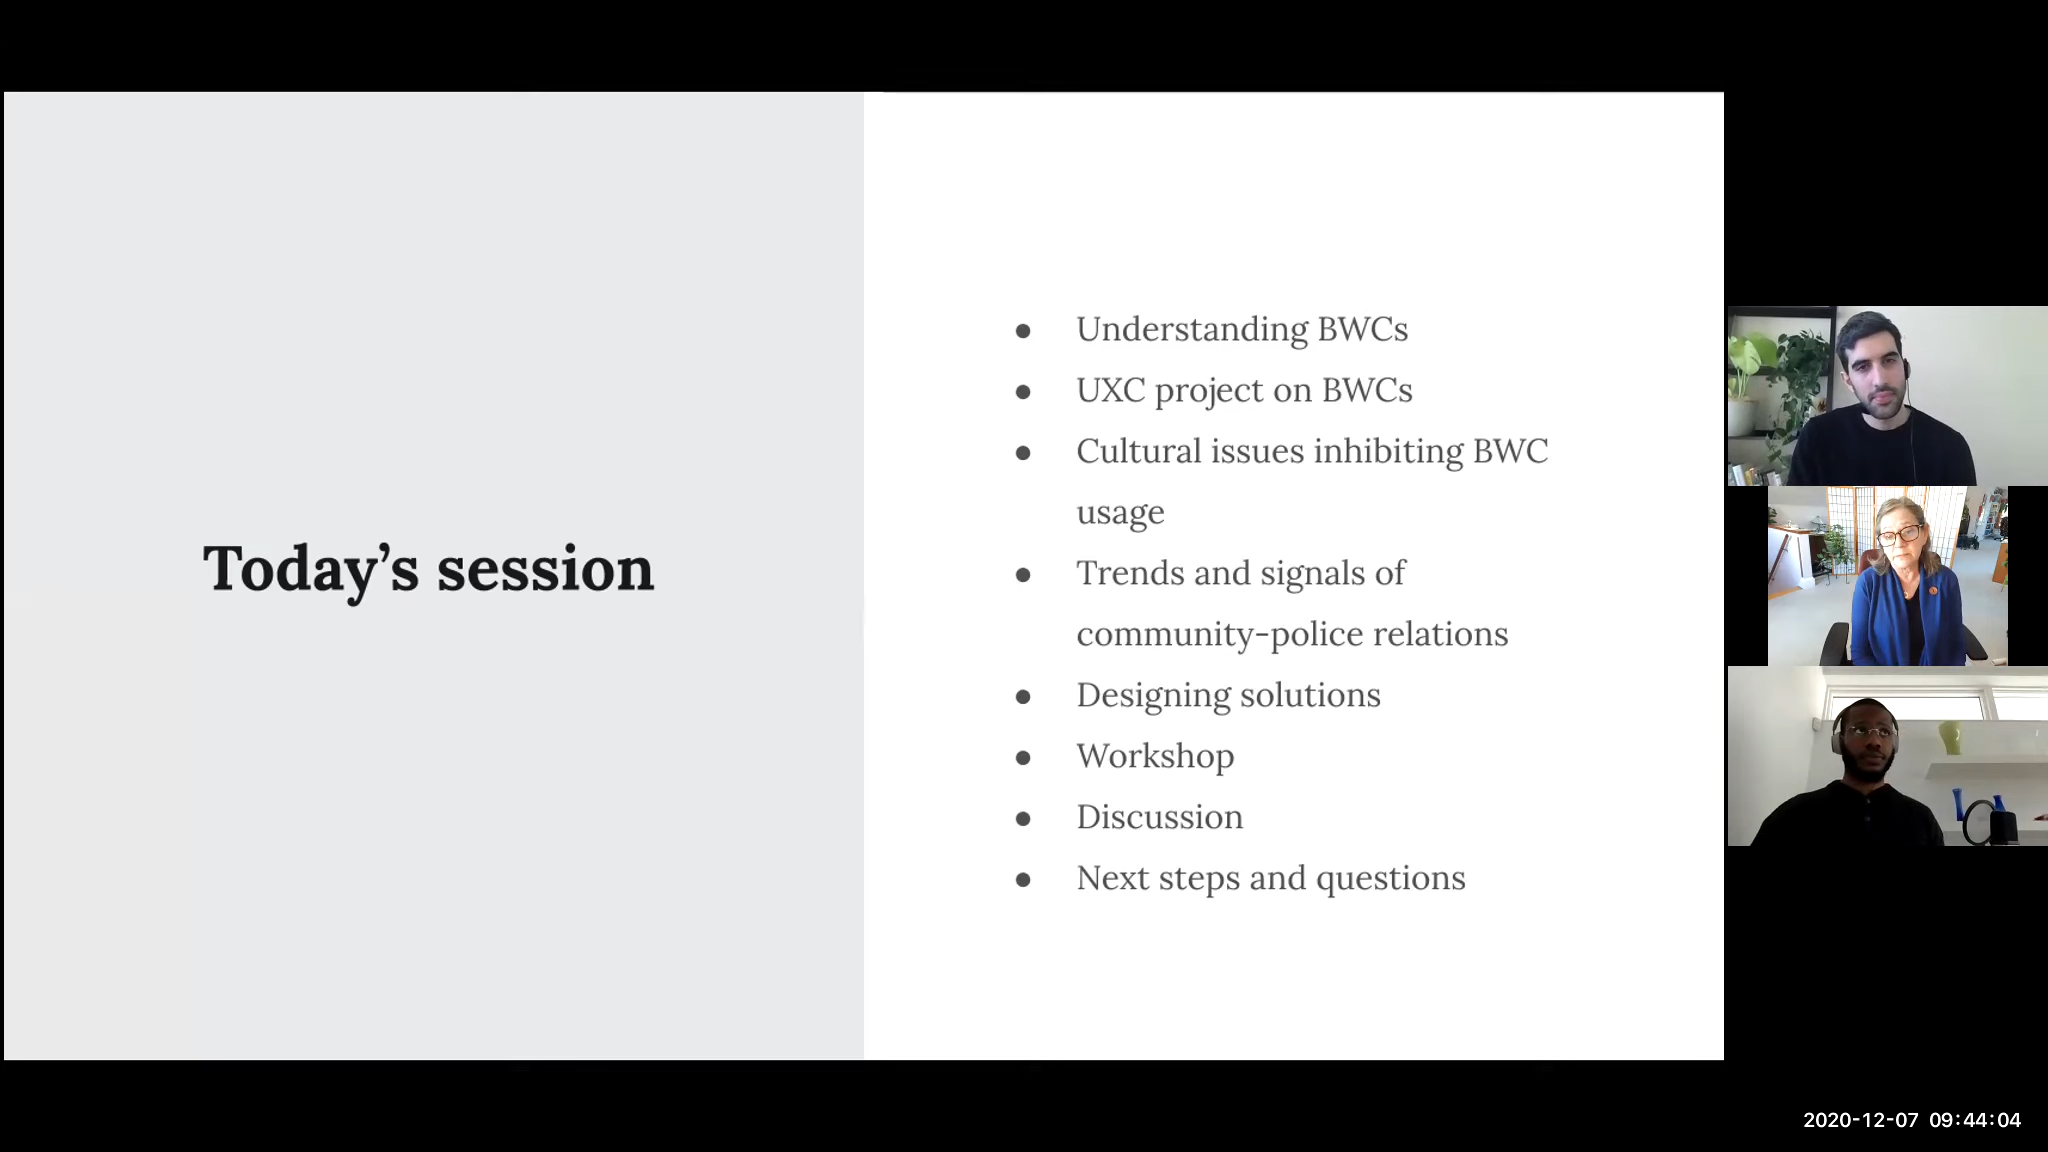 Today’s session
● Understanding BWCs
● UXC project on BWCs
● Cultural issues inhibiting BWC
usage
● Trends and signals of
community-police relations
● Designing solutions
● Workshop
● Discussion
● Next steps and questions
2020-12-07 09:44:04